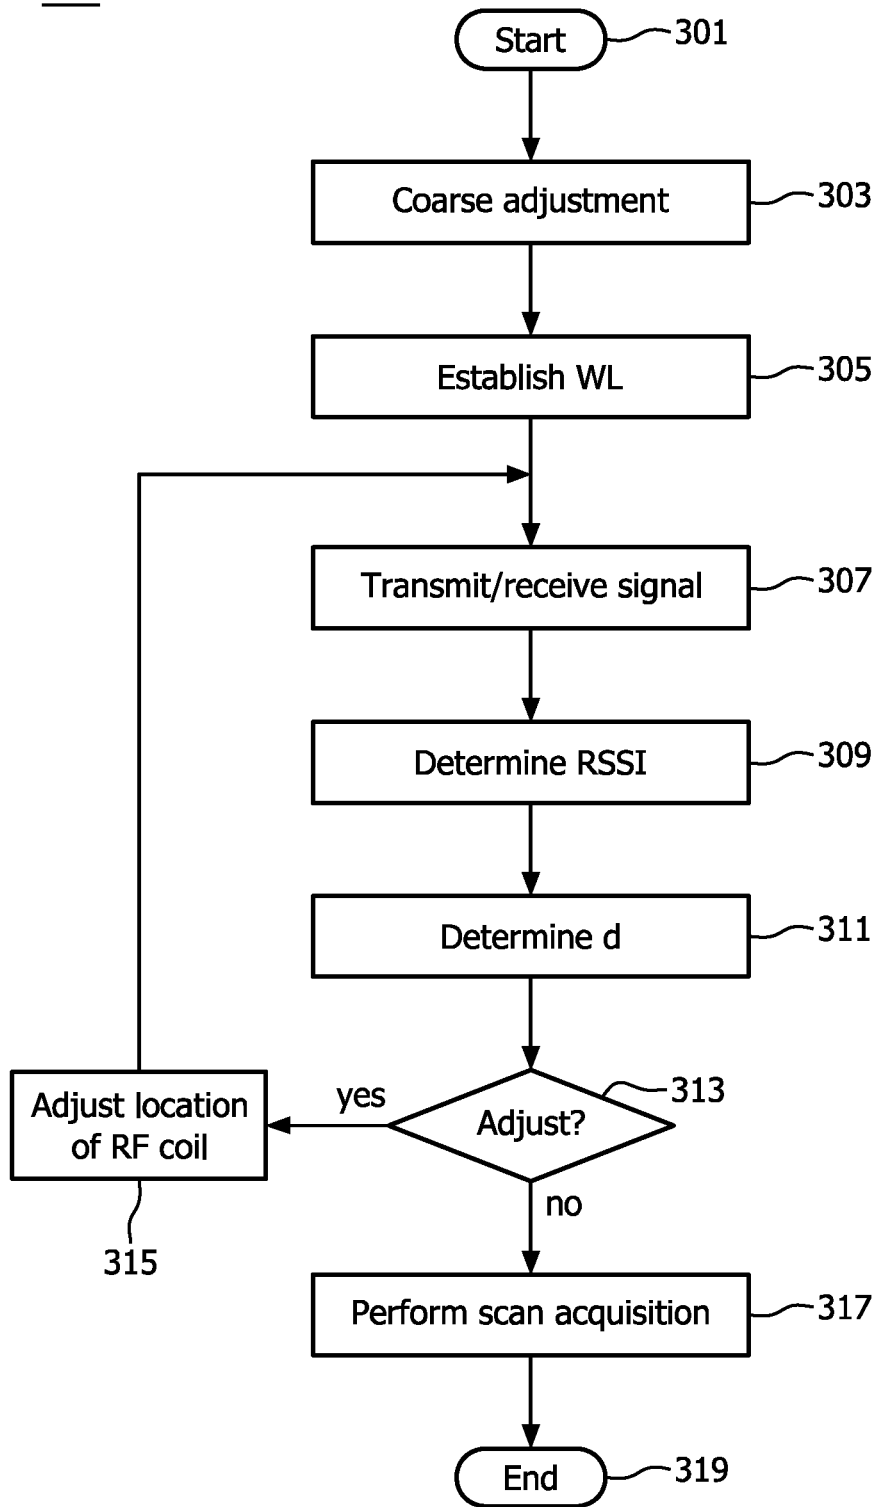 Start
301
Coarse adjustment
303
Establish WL
305
Transmit/receive signal
307
Determine RSSI
309
Determine d
311
Adjust?
313
yes
Adjust location
of RF coil
315
no
Perform scan acquisition
317
End
319